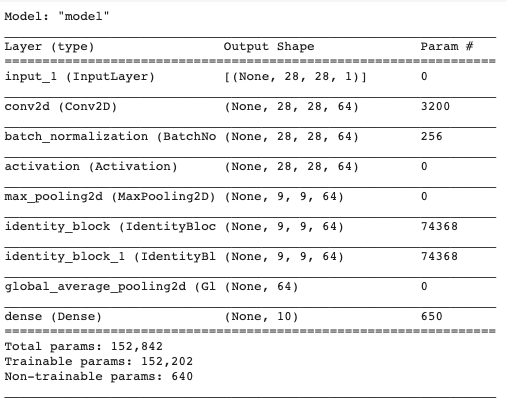 Model: "model"
Layer (type) Output Shape Param #
input_1 (InputLayer) [(None, 28, 28, 1)] 0
conv2d (Conv2D) (None, 28, 28, 64) 3200
batch_normalization (BatchNo (None, 28, 28, 64) 256
activation (Activation) (None, 28, 28, 64) 0
max_pooling2d (MaxPooling2D) (None, 9, 9, 64) 0
identity_block (IdentityBloc (None, 9, 9, 64) 74368
identity_block_1 (IdentityBl (None, 9, 9, 64) 74368
global_average_pooling2d (Gl (None, 64) 0
dense (Dense) (None, 10) 650
Total params: 152,842
Trainable params: 152,202
Non-trainable params: 640